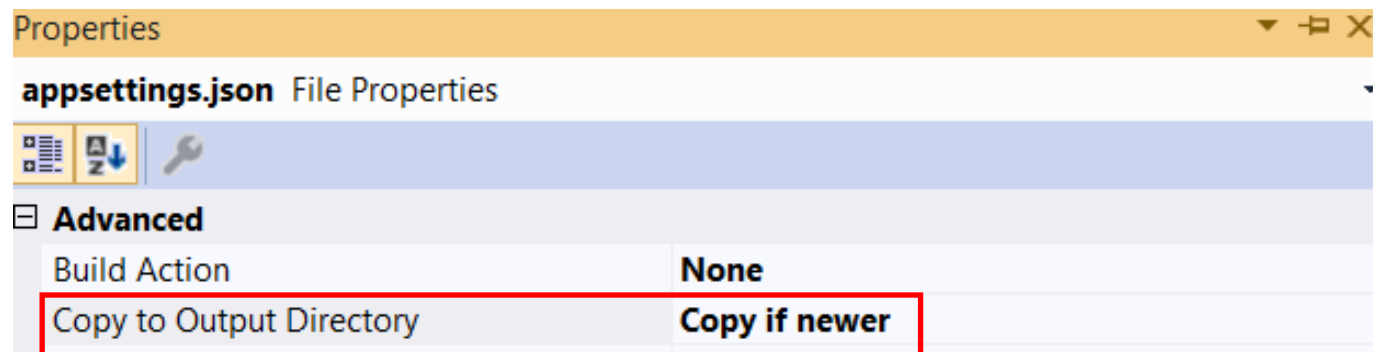 Properties
appsettings.json File Properties
A
Z
Advanced
Build Action None
Copy to Output Directory Copy if newer